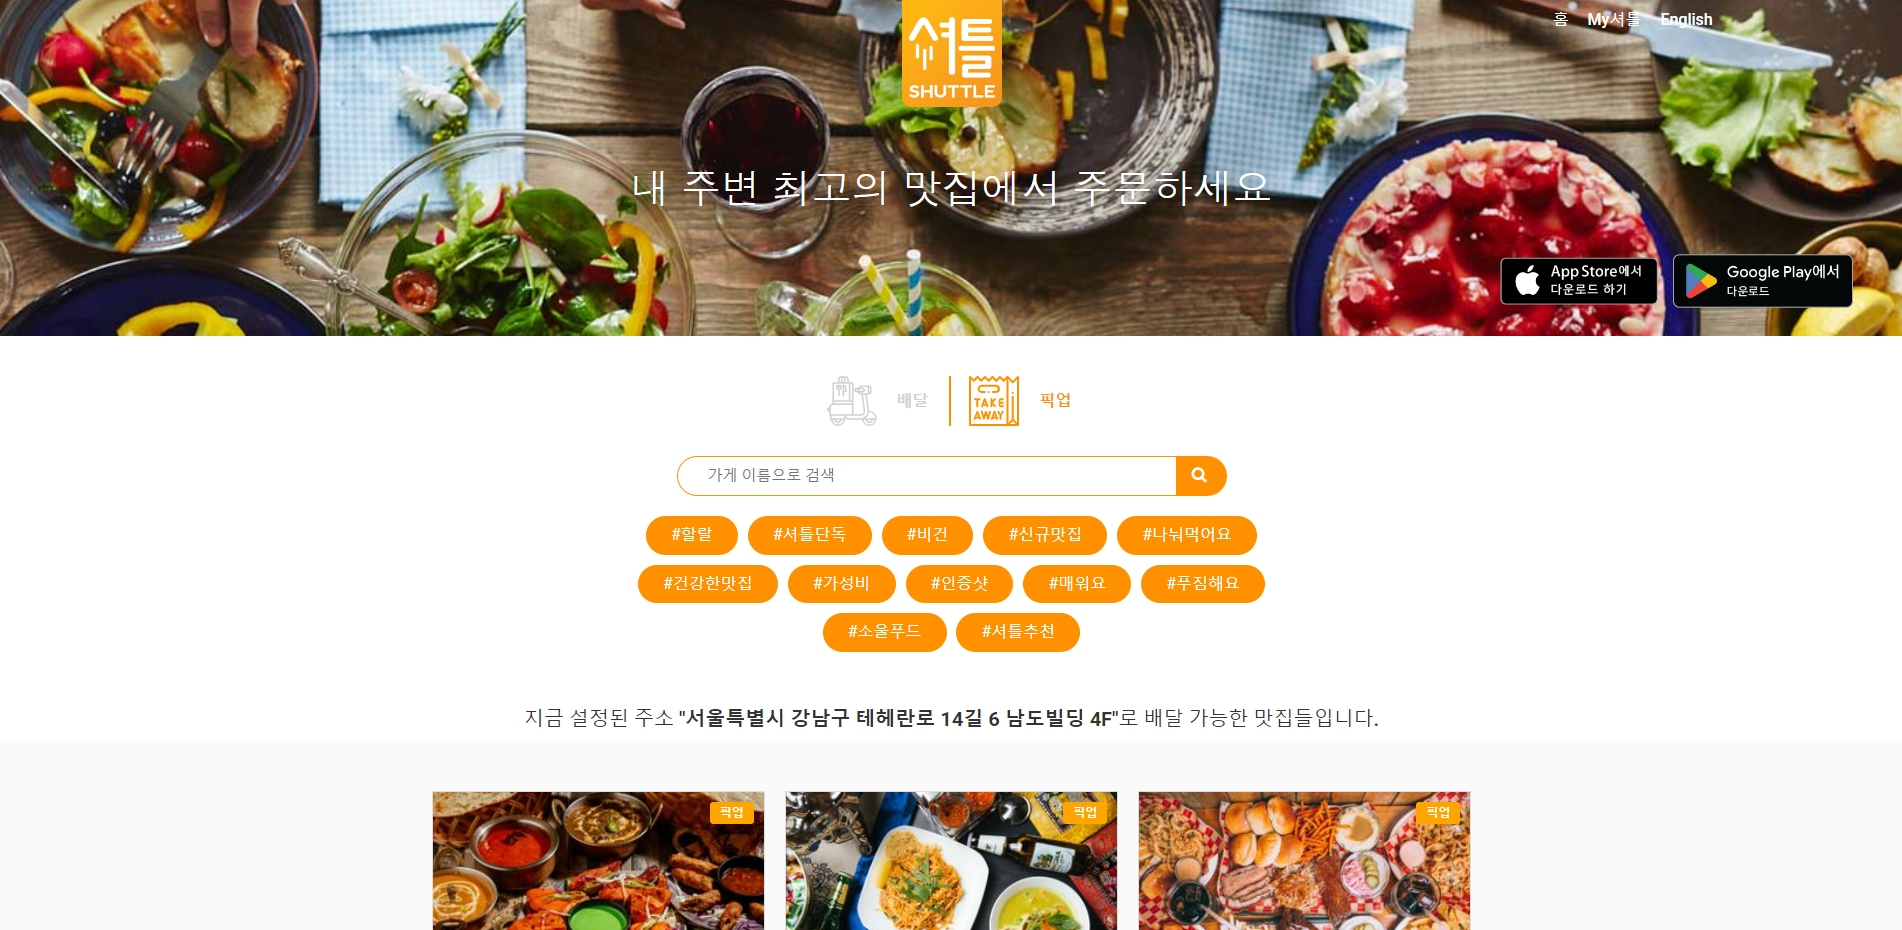 셔틀
SHUTTLE
홈 My셔틀 English
내 주변 최고의 맛집에서 주문하세요
App Store에서
다운로드 하기
Google Play에서
다운로드
배달
TAKE
AWAY
픽업
가게 이름으로 검색
#할랄 #셔틀단독 #비건 #신규맛집 #나눠먹어요
#건강한맛집 #가성비 #인증샷 #매워요 #푸짐해요
#소울푸드 #셔틀추천
지금 설정된 주소 "서울특별시 강남구 테헤란로 14길 6 남도빌딩 4F"로 배달 가능한 맛집들입니다.
픽업 픽업 픽업